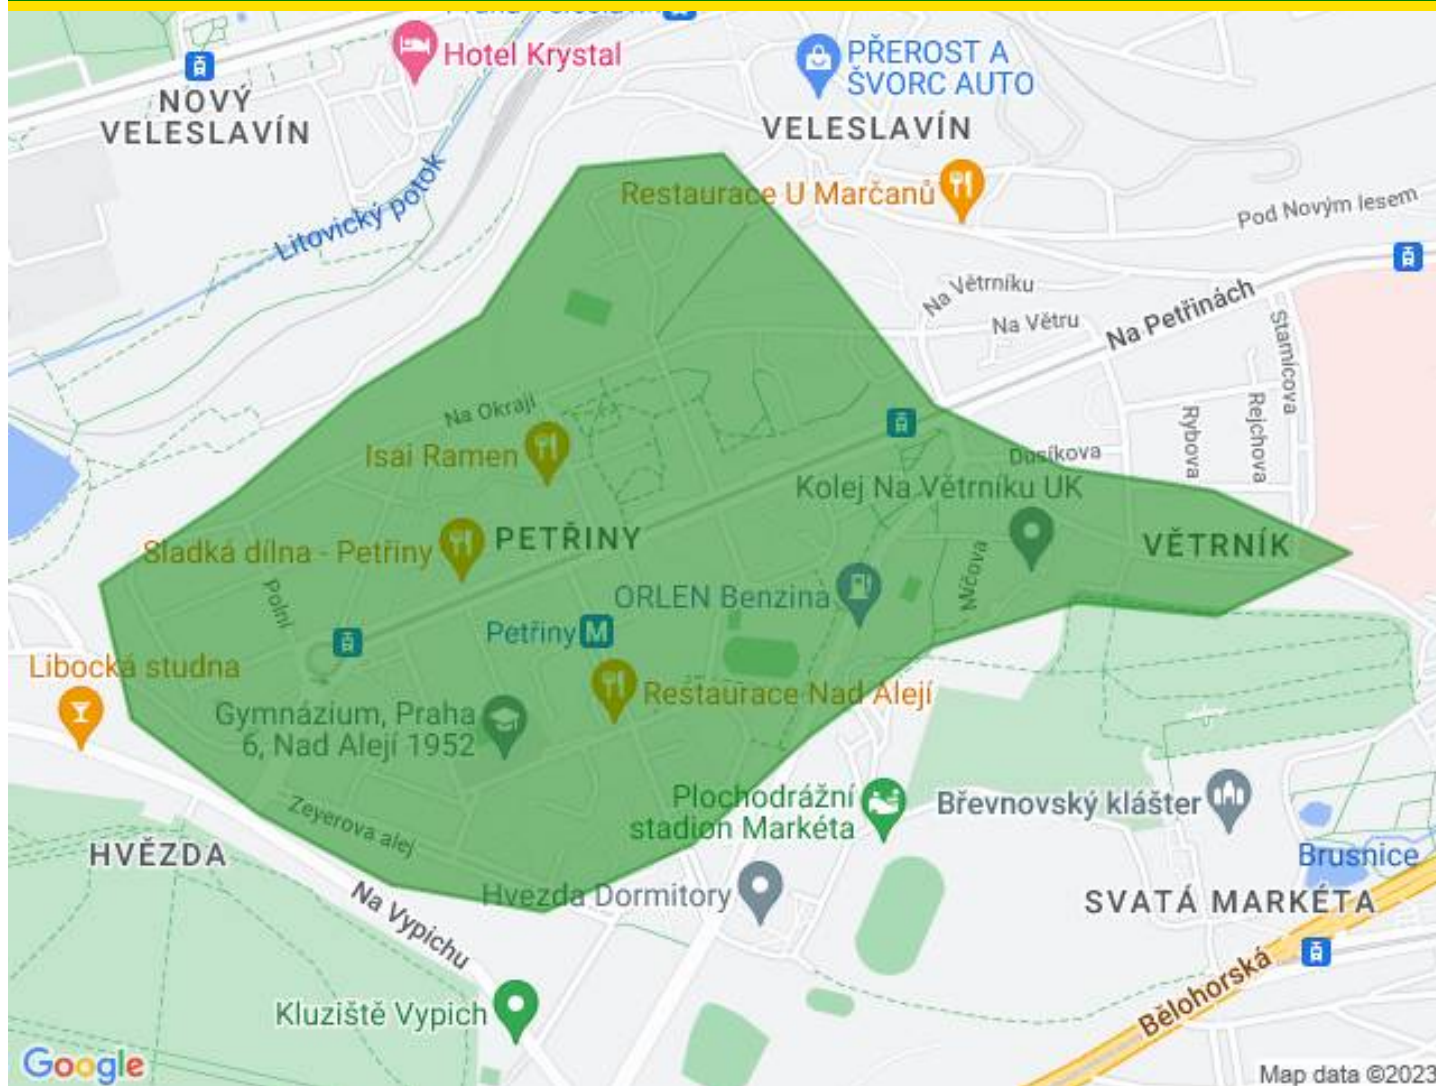 Hotel Krystal
PŘEROST A
ŠVORC AUTO
NOVÝ
VELESLAVÍN
VELESLAVÍN
Litovický potok
Restaurace U Marčanů
Pod Novým lesem
Na Větrníku
Na Větru
Na Petřinách
Stamicova
Na Okraji
Isai Ramen
Rybova
Rejchova
Dusíkova
Kolej Na Větrníku UK
Sladká dílna - Petřiny
PETŘINY
VĚTRNÍK
Polní
ORLEN Benzina
Níčova
Petřiny M
Libocká studna
Restaurace Nad Alejí
Gymnázium, Praha
6, Nad Alejí 1952
Zeyerova alej
Plochodrážní
stadion Markéta
Břevnovský klášter
HVĚZDA
Brusnice
Na Vypichu
Hvezda Dormitory
SVATÁ MARKÉTA
Bělohorská
Kluziště Vypich
Google
Map data ©2023